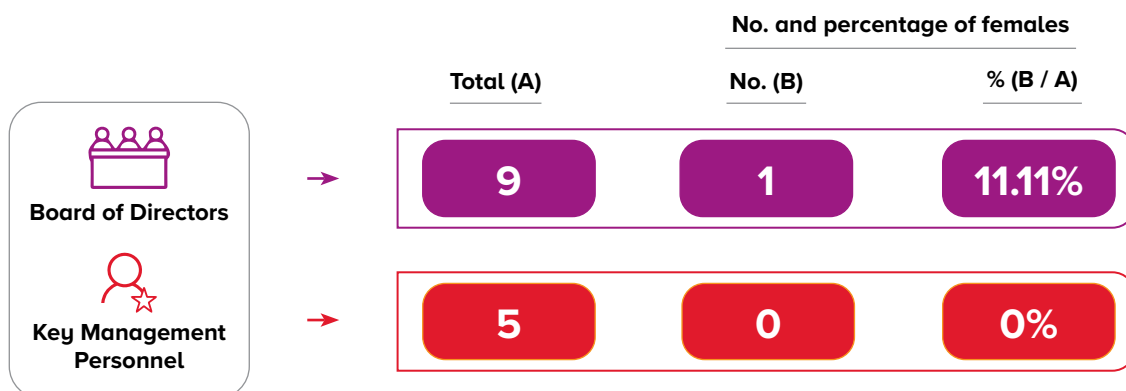 No. and percentage of females
Total (A) No. (B) % (B / A)
Board of Directors
9 1 11.11%
Key Management
Personnel
5 0 0%